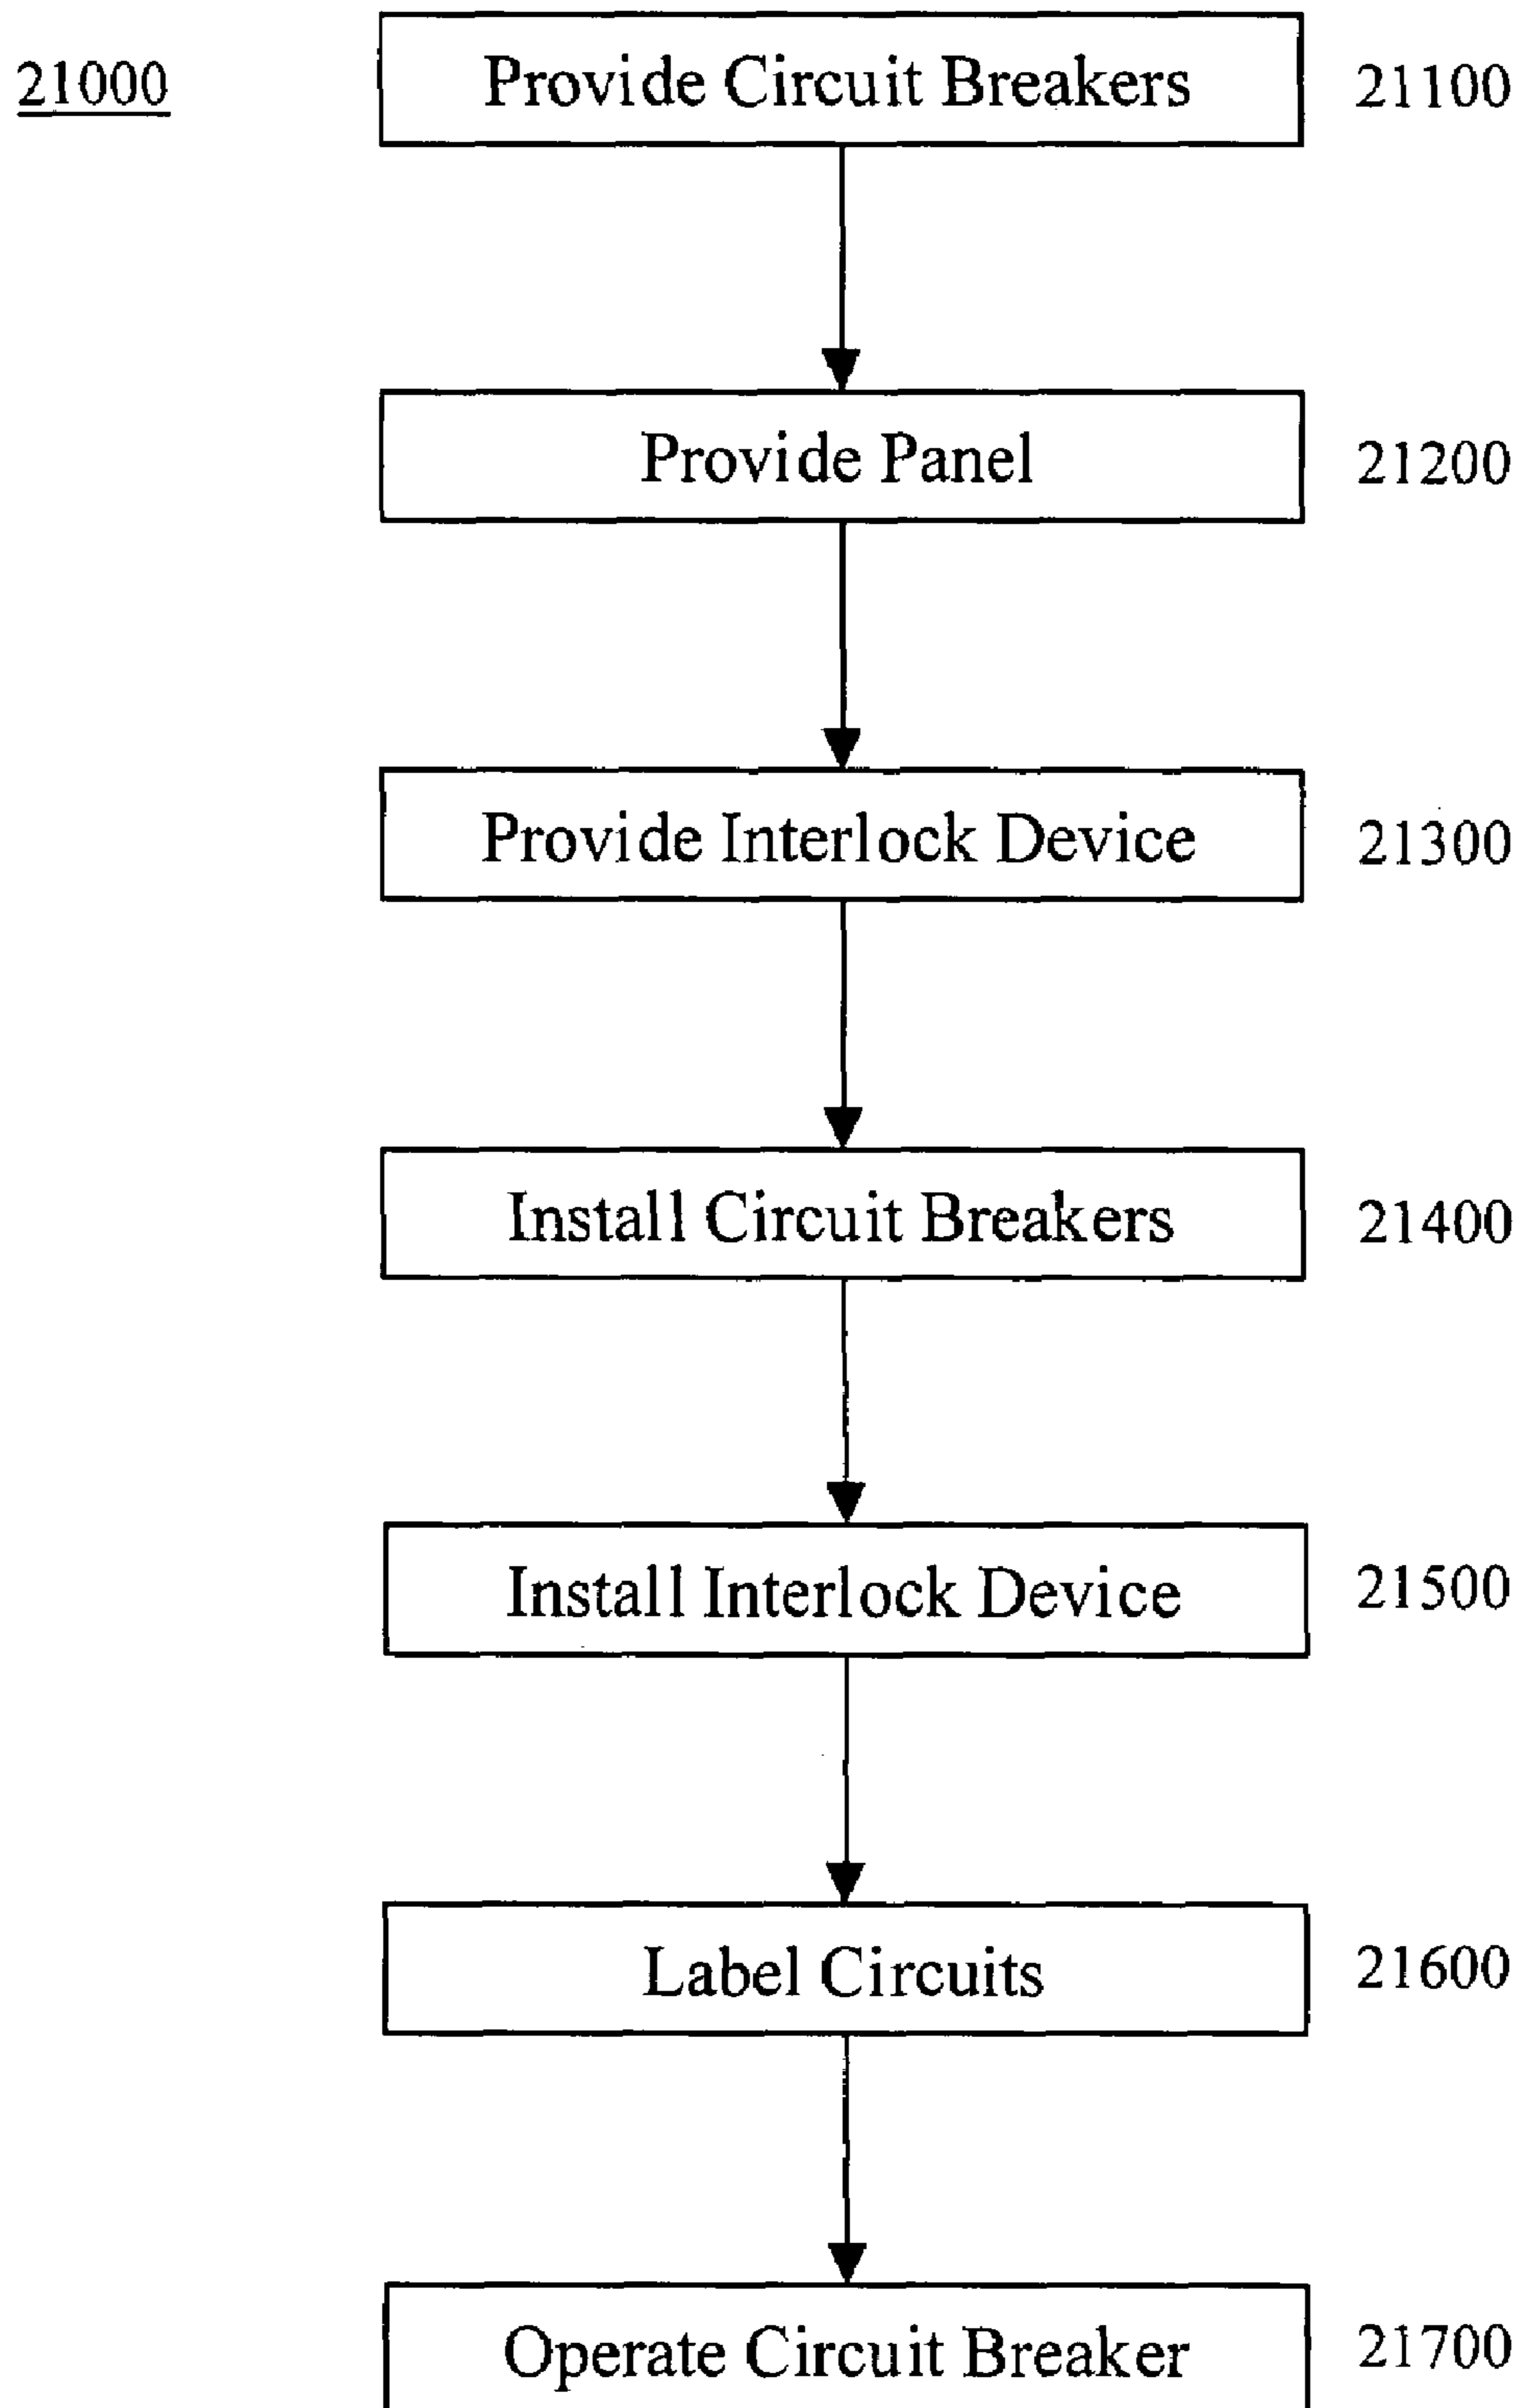 21000
Provide Circuit Breakers 21100
Provide Panel 21200
Provide Interlock Device 21300
Install Circuit Breakers 21400
Install Interlock Device 21500
Label Circuits 21600
Operate Circuit Breaker 21700